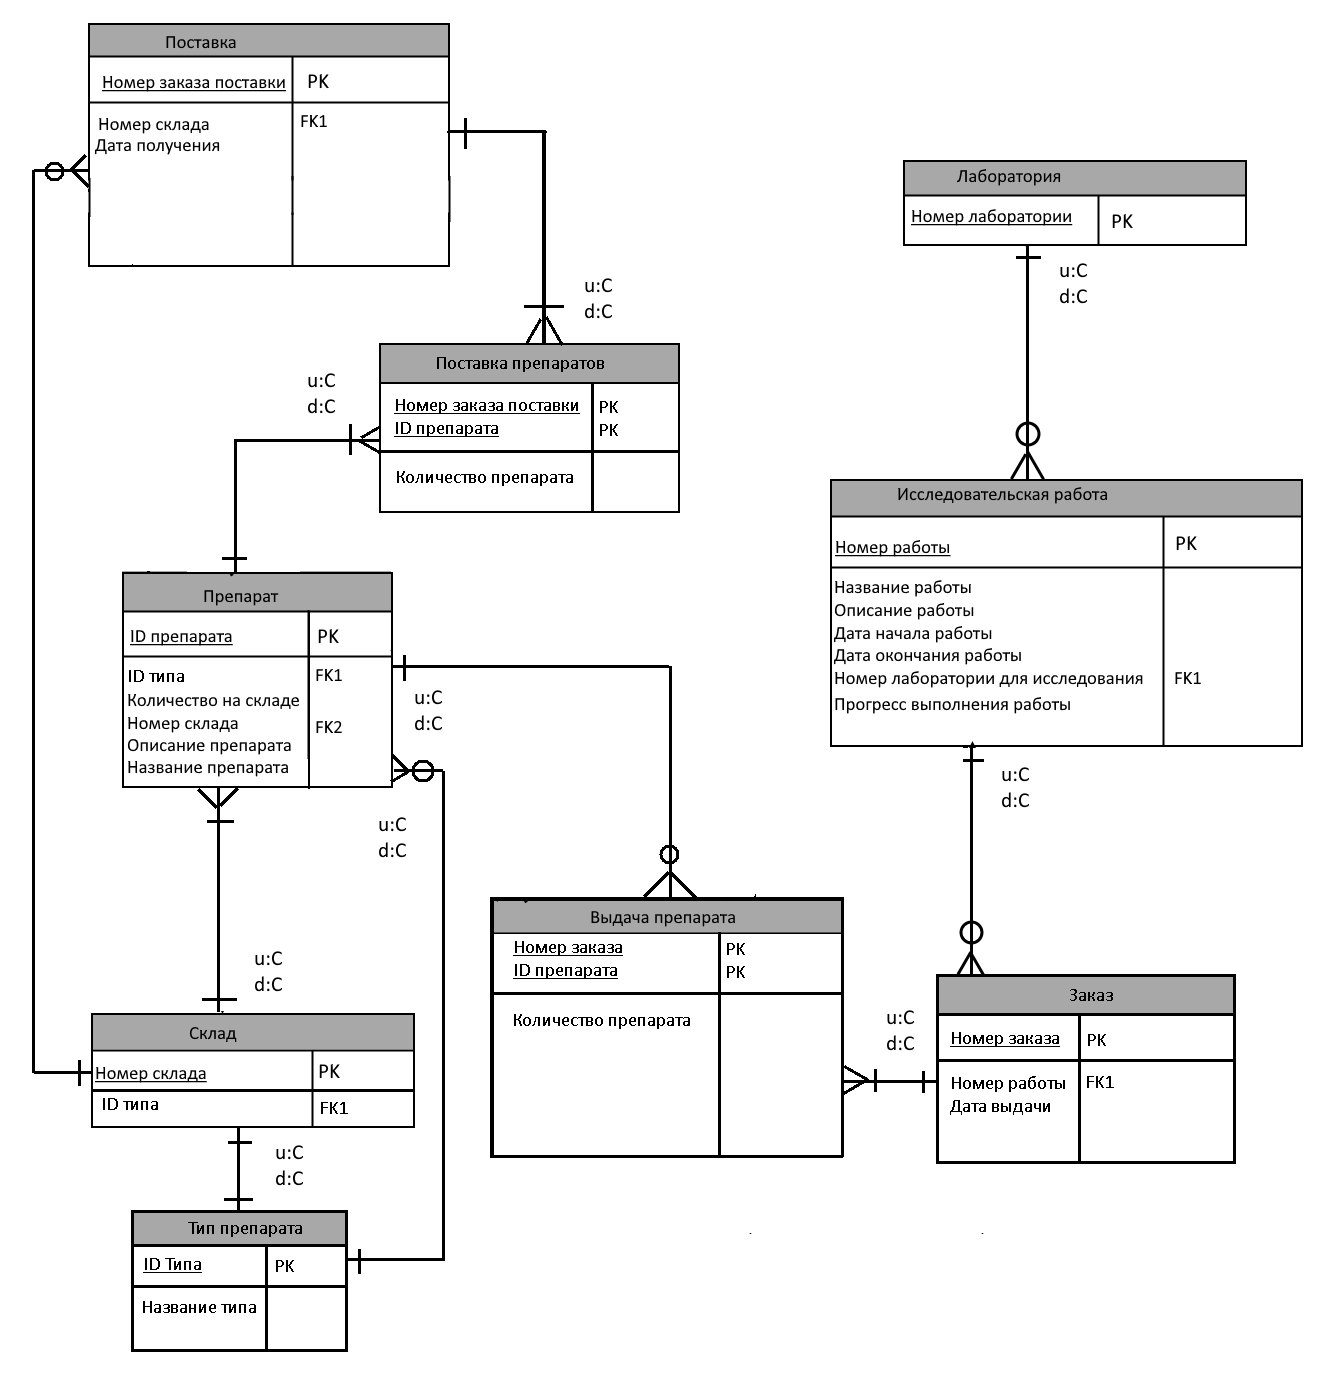 Поставка
Номер заказа поставки PK
Номер склада FK1
Дата получения
u:C
d:C
Поставка препаратов
Номер заказа поставки PK
ID препарата PK
Количество препарата
u:C
d:C
Препарат
ID препарата PK
ID типа FK1
Количество на складе
Номер склада FK2
Описание препарата
Название препарата
u:C
d:C
u:C
d:C
u:C
d:C
Склад
Номер склада PK
ID типа FK1
u:C
d:C
Тип препарата
ID Типа PK
Название типа
Лаборатория
Номер лаборатории PK
u:C
d:C
Исследовательская работа
Номер работы PK
Название работы
Описание работы
Дата начала работы
Дата окончания работы
Номер лаборатории для исследования FK1
Прогресс выполнения работы
u:C
d:C
Выдача препарата
Номер заказа PK
ID препарата PK
Количество препарата
u:C
d:C
Заказ
Номер заказа PK
Номер работы FK1
Дата выдачи